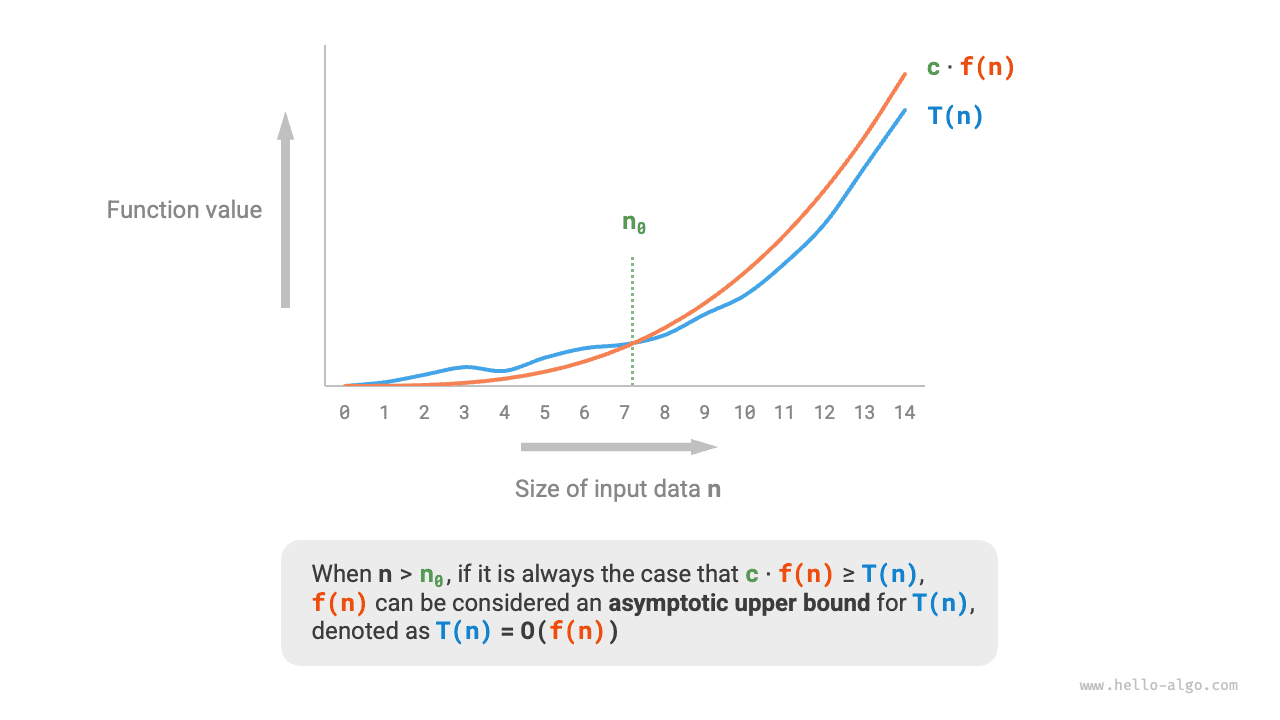 c · f(n)
T(n)
Function value
n₀
0 1 2 3 4 5 6 7 8 9 10 11 12 13 14
Size of input data n
When n > n₀, if it is always the case that c · f(n) ≥ T(n),
f(n) can be considered an asymptotic upper bound for T(n),
denoted as T(n) = O(f(n))
www.hello-algo.com